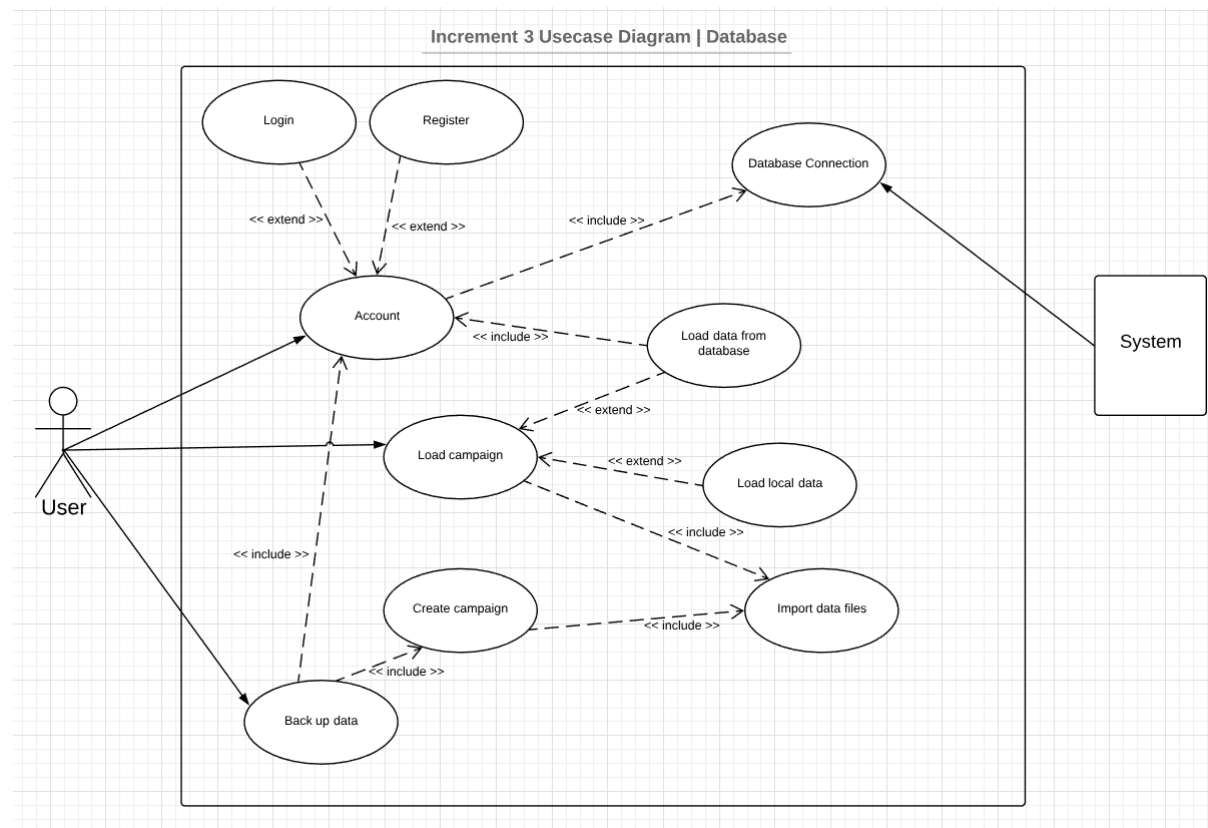 Increment 3 Usecase Diagram | Database
Login
Register
Database Connection
<< extend >>
<< extend >>
<< include >>
Account
Load data from
database
<< include >>
System
<< extend >>
Load campaign
<< extend >>
Load local data
User
<< include >>
<< include >>
Create campaign
Import data files
<< include >>
<< include >>
Back up data